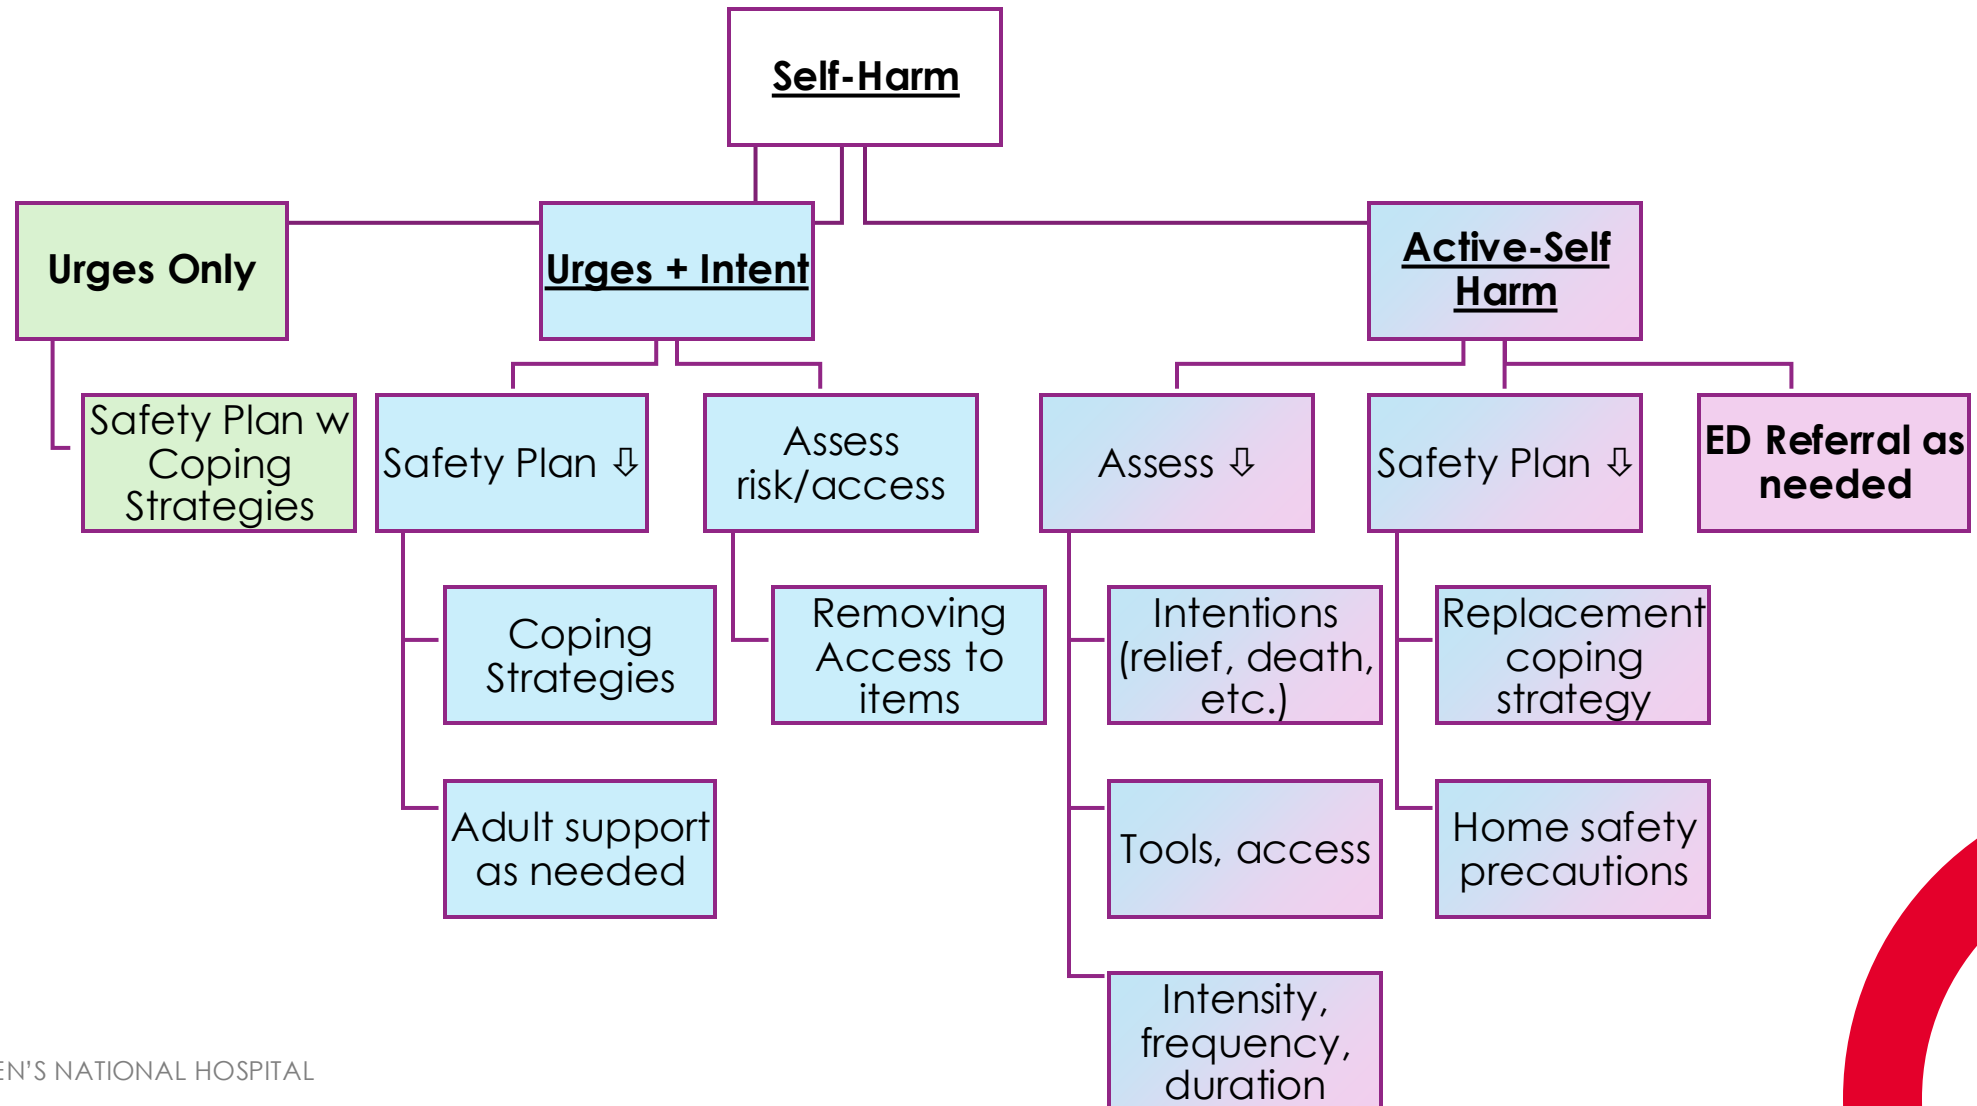 Self-Harm
Urges Only
Urges + Intent
Active-Self
Harm
Safety Plan w
Coping
Strategies
Safety Plan ⇩
Assess
risk/access
Assess ⇩
Safety Plan ⇩
ED Referral as
needed
Coping
Strategies
Removing
Access to
items
Intentions
(relief, death,
etc.)
Replacement
coping
strategy
Adult support
as needed
Tools, access
Home safety
precautions
Intensity,
frequency,
duration
EN'S NATIONAL HOSPITAL